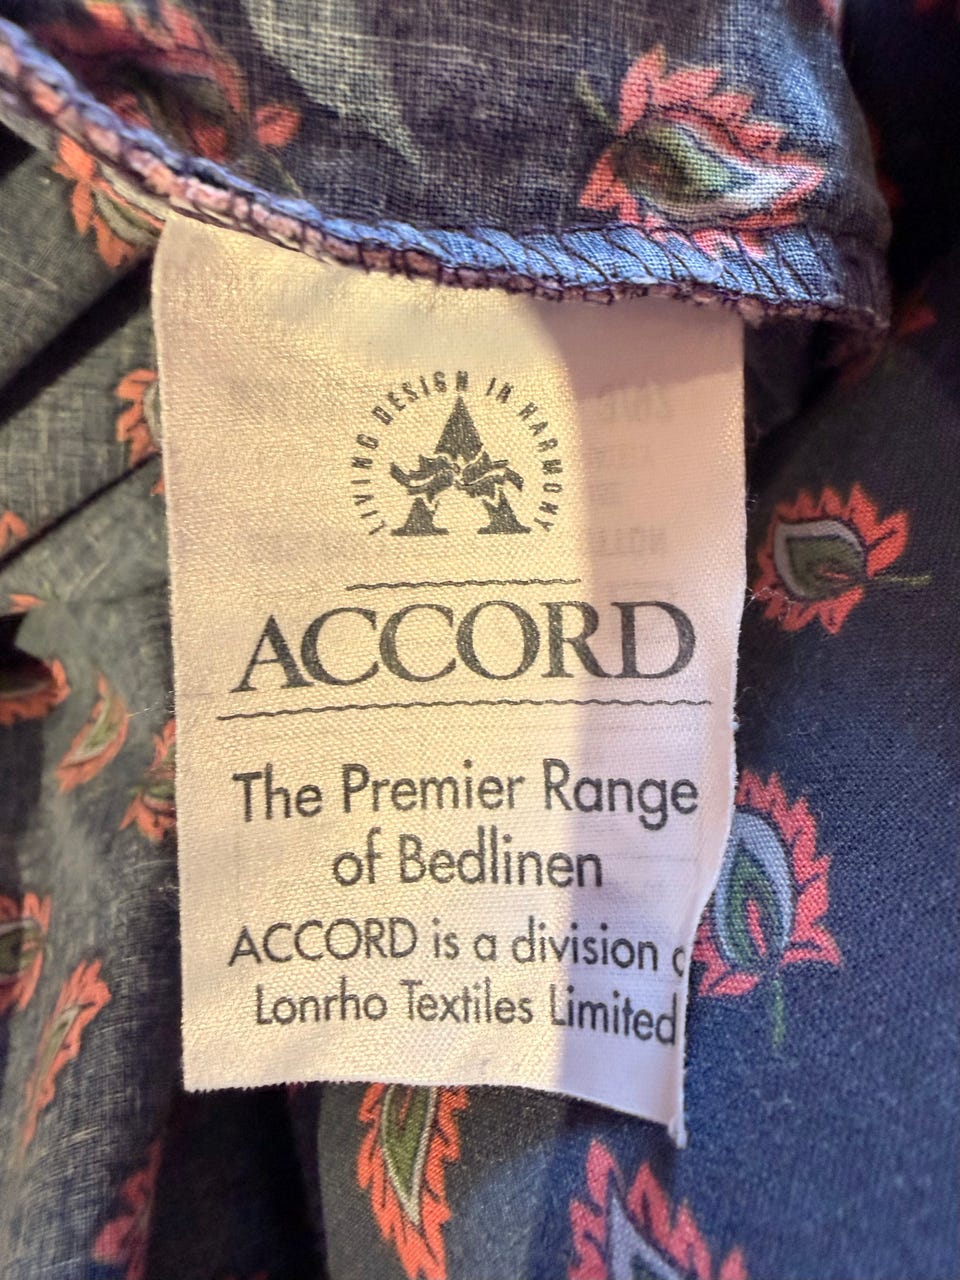 LIVING DESIGN IN HARMONY
ACCORD
The Premier Range
of Bedlinen
ACCORD is a division
Lonrho Textiles Limited